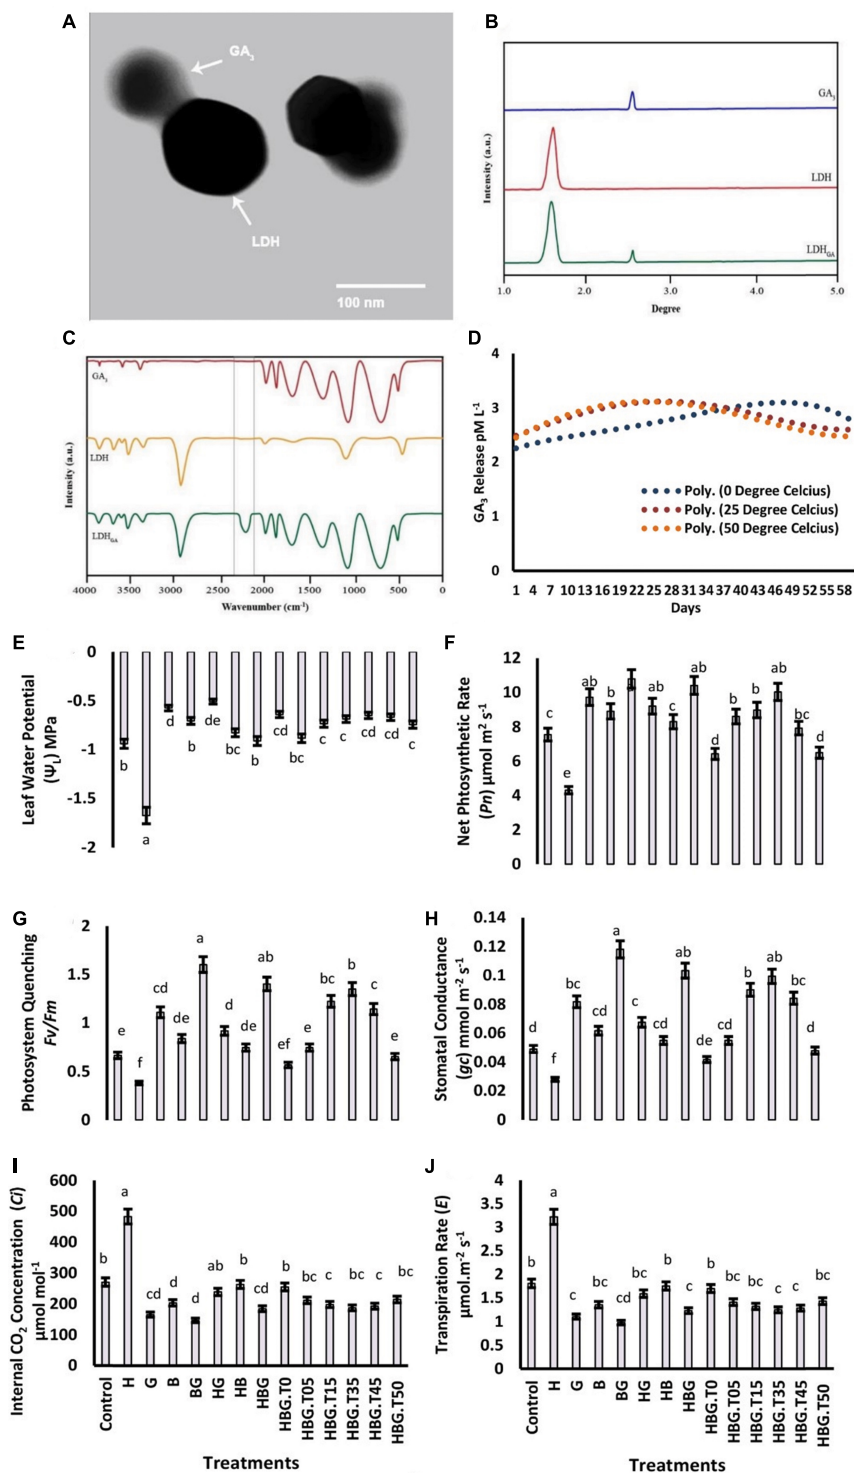 A
GA3
LDH
100 nm
B
Intensity (a.u.)
GA3
LDH
LDHGA
1.0 2.0 3.0 4.0 5.0
Degree
C
Intensity (a.u.)
GA3
LDH
LDHGA
4000 3500 3000 2500 2000 1500 1000 500 0
Wavenumber (cm-1)
D
GA3 Release pM L-1
4
3
2
1
0
Poly. (0 Degree Celcius)
Poly. (25 Degree Celcius)
Poly. (50 Degree Celcius)
1 4 7 10 13 16 19 22 25 28 31 34 37 40 43 46 49 52 55 58
Days
E
Leaf Water Potential
(ΨL) MPa
0
-0.5
-1
-1.5
-2
b a d b de bc b cd bc c c cd cd c
F
Net Phtosynthetic Rate
(Pn) µmol m2 s-1
12
10
8
6
4
2
0
c e ab b a ab c ab d b b ab bc d
G
Photosystem Quenching
Fv/Fm
2
1.5
1
0.5
0
e f cd de a d de ab ef e bc b c e
H
Stomatal Conductance
(gc) mmol m-2 s-1
0.14
0.12
0.1
0.08
0.06
0.04
0.02
0
d f bc cd a c cd ab de cd b ab bc d
I
Internal CO2 Concentration (Ci)
µmol mol-1
600
500
400
300
200
100
0
b a cd d d ab b bc b bc c bc c bc
Control H G B BG HG HB HBG HBG.T0 HBG.T05 HBG.T15 HBG.T35 HBG.T45 HBG.T50
Treatments
J
Transpiration Rate (E)
µmol.m-2 s-1
4
3.5
3
2.5
2
1.5
1
0.5
0
b a c bc cd b b c b bc bc c c bc
Control H G B BG HG HB HBG HBG.T0 HBG.T05 HBG.T15 HBG.T35 HBG.T45 HBG.T50
Treatments